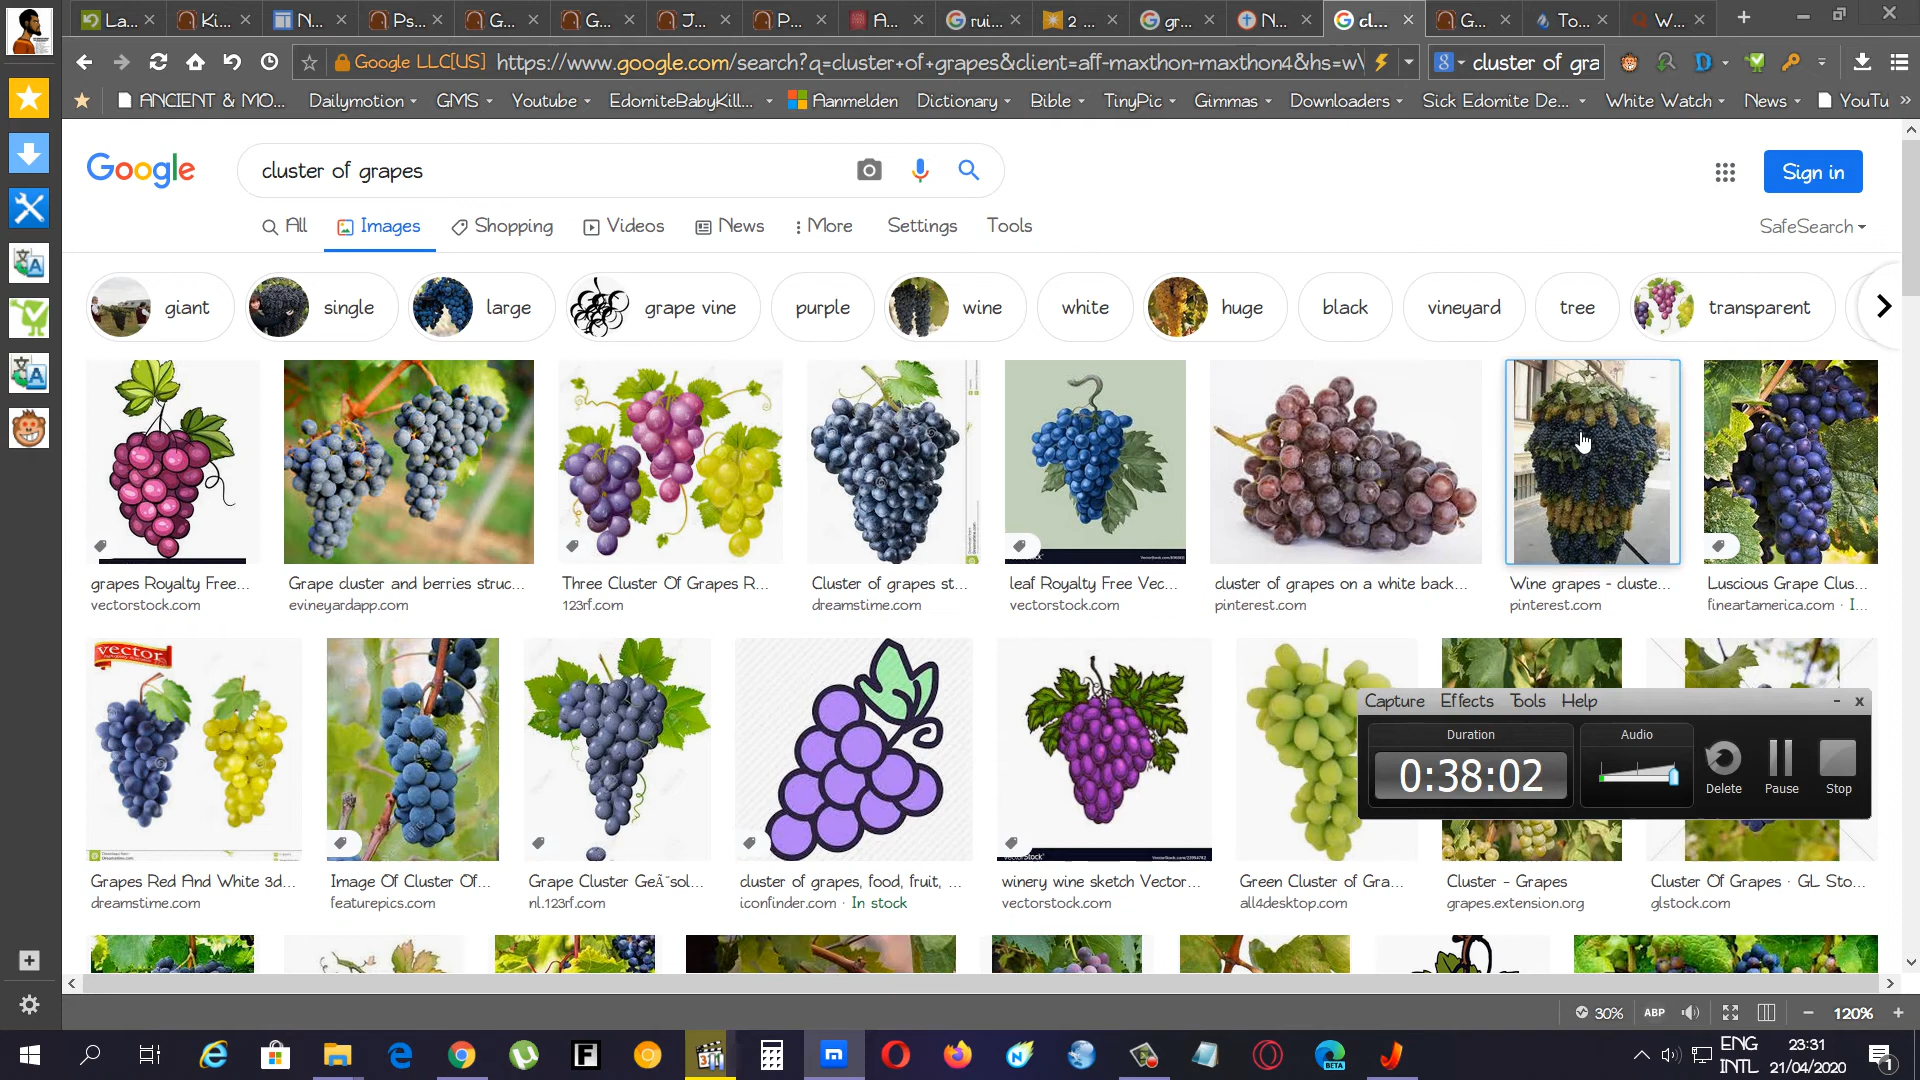 La...
Ki...
N...
Ps...
G...
G...
J...
P...
A...
rui...
2 ...
gr...
N...
cl...
G...
To...
W...
Google LLC[US] https://www.google.com/search?q=cluster+of+grapes&client=aff-maxthon-maxthon4&hs=w\
cluster of gra
ANCIENT & MO... Dailymotion GMS Youtube EdomiteBabyKill... Aanmelden Dictionary Bible TinyPic Gimmas Downloaders Sick Edomite De... White Watch News YouTu »
Google
cluster of grapes
Sign in
All Images Shopping Videos News More Settings Tools SafeSearch
giant single large grape vine purple wine white huge black vineyard tree transparent
grapes Royalty Free...
vectorstock.com
Grape cluster and berries struc...
evineyardapp.com
Three Cluster Of Grapes R...
123rf.com
Cluster of grapes st...
dreamstime.com
leaf Royalty Free Vec...
vectorstock.com
cluster of grapes on a white back...
pinterest.com
Wine grapes - cluste...
pinterest.com
Luscious Grape Clus...
fineartamerica.com · I...
vector
Grapes Red And White 3d...
dreamstime.com
Image Of Cluster Of...
featurepics.com
Grape Cluster GeÃ¯sol...
nl.123rf.com
cluster of grapes, food, fruit, ...
iconfinder.com · In stock
VectorStock
winery wine sketch Vector...
vectorstock.com
Green Cluster of Gra...
all4desktop.com
Cluster - Grapes
grapes.extension.org
Cluster Of Grapes · GL Sto...
glstock.com
Capture Effects Tools Help
Duration
0:38:02
Audio
Delete Pause Stop
30% ABP 120%
ENG
INTL
23:31
21/04/2020
1